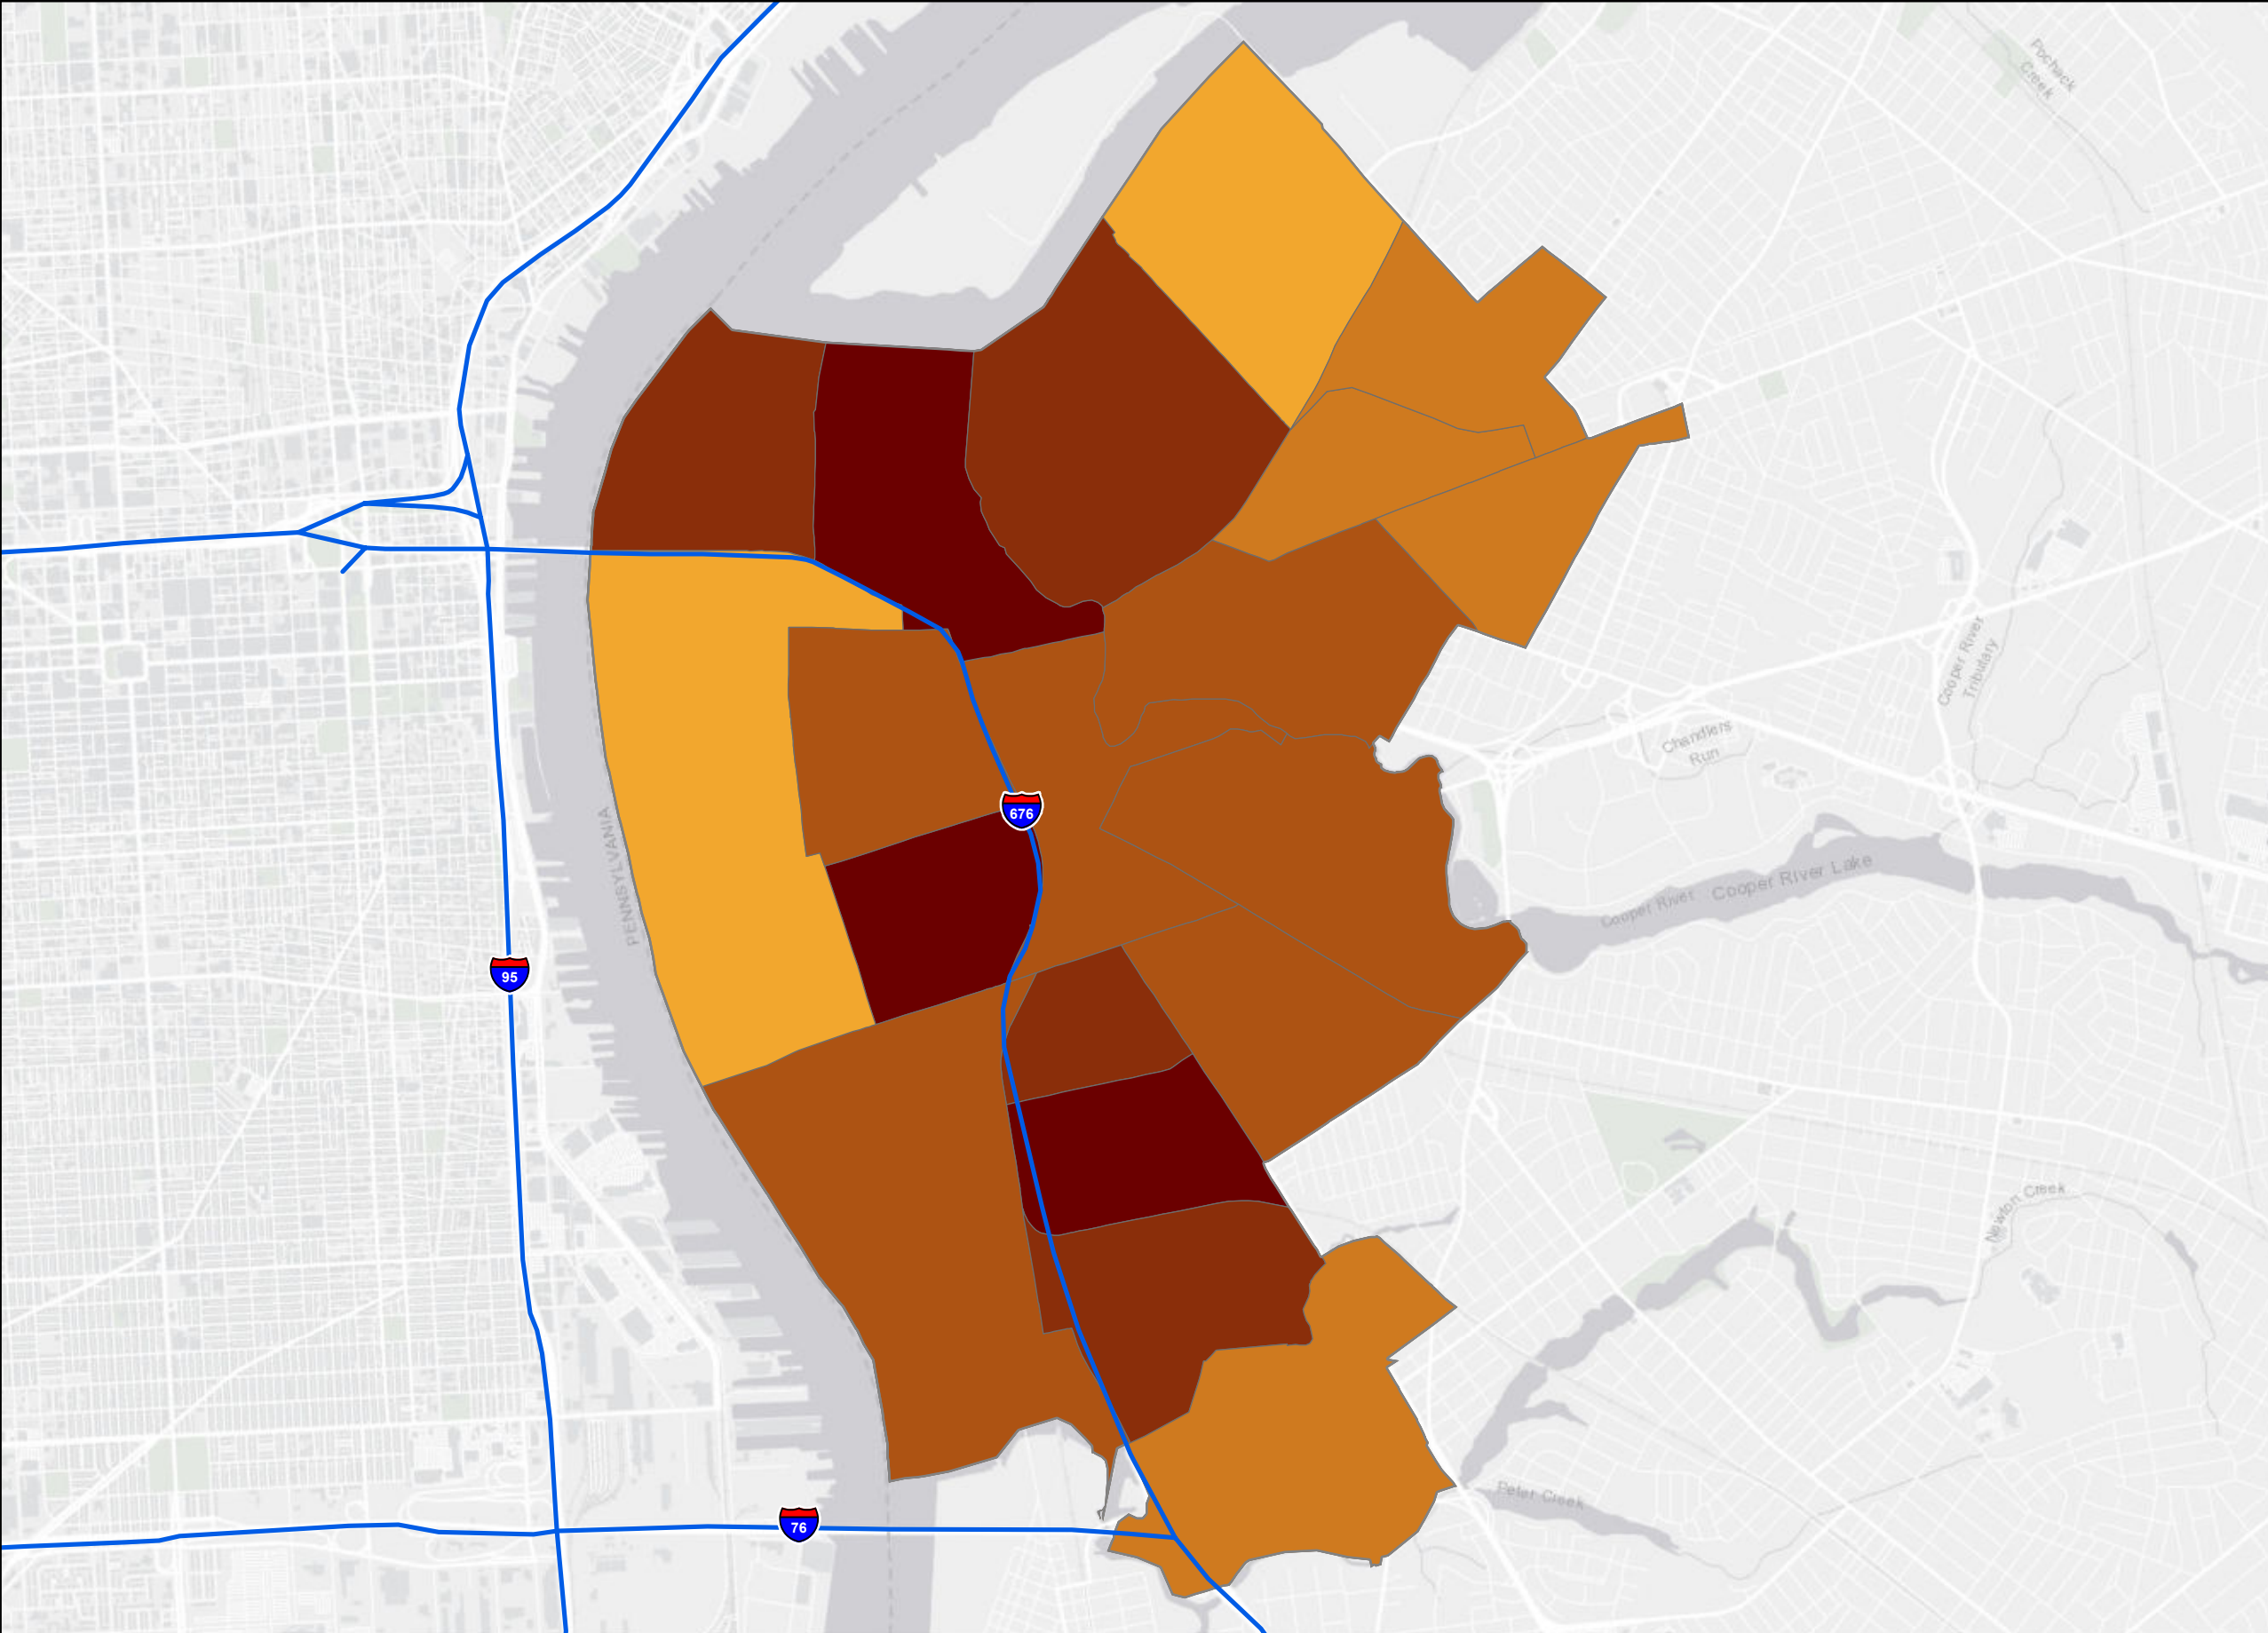 Pochack
Creek
Cooper River
Tributary
Chandlers
Run
676
PENNSYLVANIA
Cooper River
Cooper River Lake
95
Newton Creek
Peter Creek
76